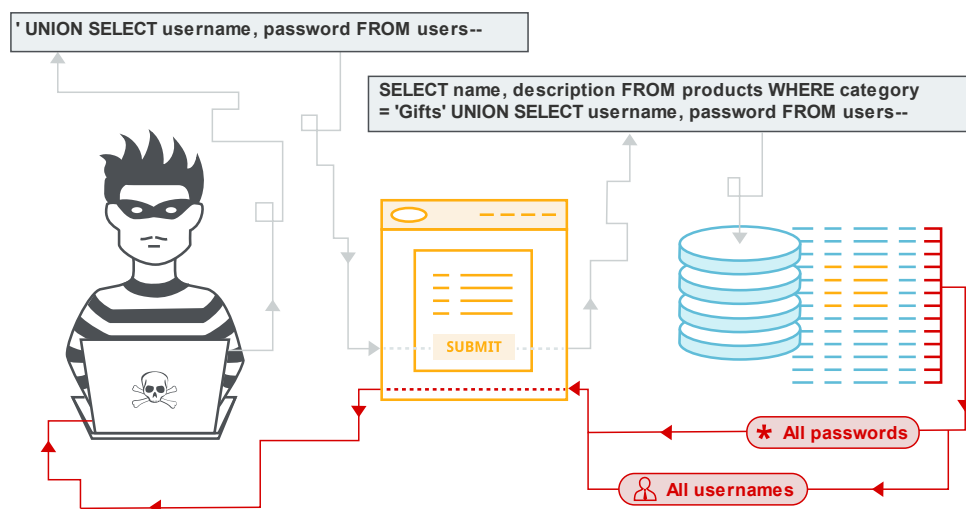 ' UNION SELECT username, password FROM users--
SELECT name, description FROM products WHERE category
= 'Gifts' UNION SELECT username, password FROM users--
SUBMIT
* All passwords
All usernames